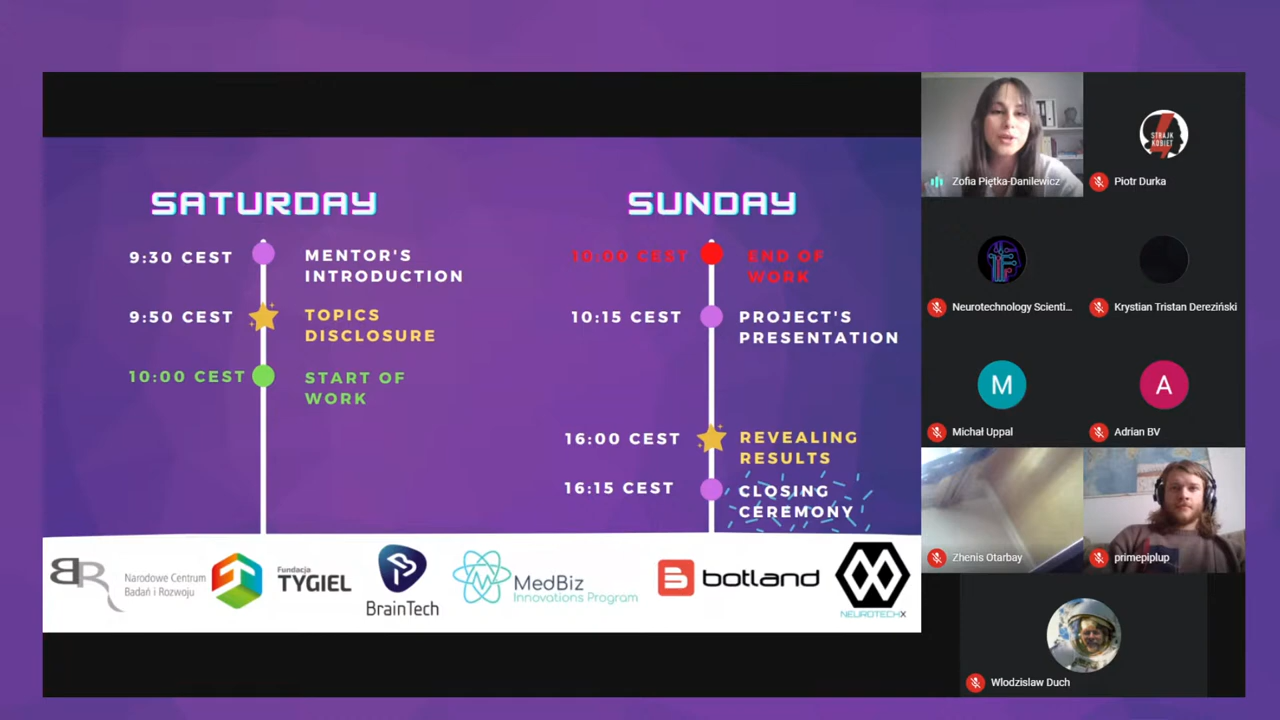 SATURDAY
9:30 CEST
MENTOR'S
INTRODUCTION
9:50 CEST
TOPICS
DISCLOSURE
10:00 CEST
START OF
WORK
SUNDAY
10:00 CEST
END OF
WORK
10:15 CEST
PROJECT'S
PRESENTATION
16:00 CEST
REVEALING
RESULTS
16:15 CEST
CLOSING
CEREMONY
BR
Narodowe Centrum
Badań i Rozwoju
Fundacja
TYGIEL
BrainTech
MedBiz
Innovations Program
botland
NEUROTECHX
Zofia Piętka-Danilewicz
STRAJK
KOBIET
Piotr Durka
Neurotechnology Scienti...
Krystian Tristan Dereziński
M
Michał Uppal
A
Adrian BV
Zhenis Otarbay
primepiplup
Wlodzislaw Duch